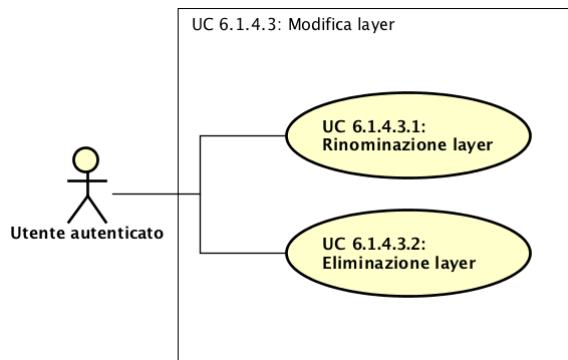 UC 6.1.4.3: Modifica layer
UC 6.1.4.3.1:
Rinominazione layer
Utente autenticato
UC 6.1.4.3.2:
Eliminazione layer